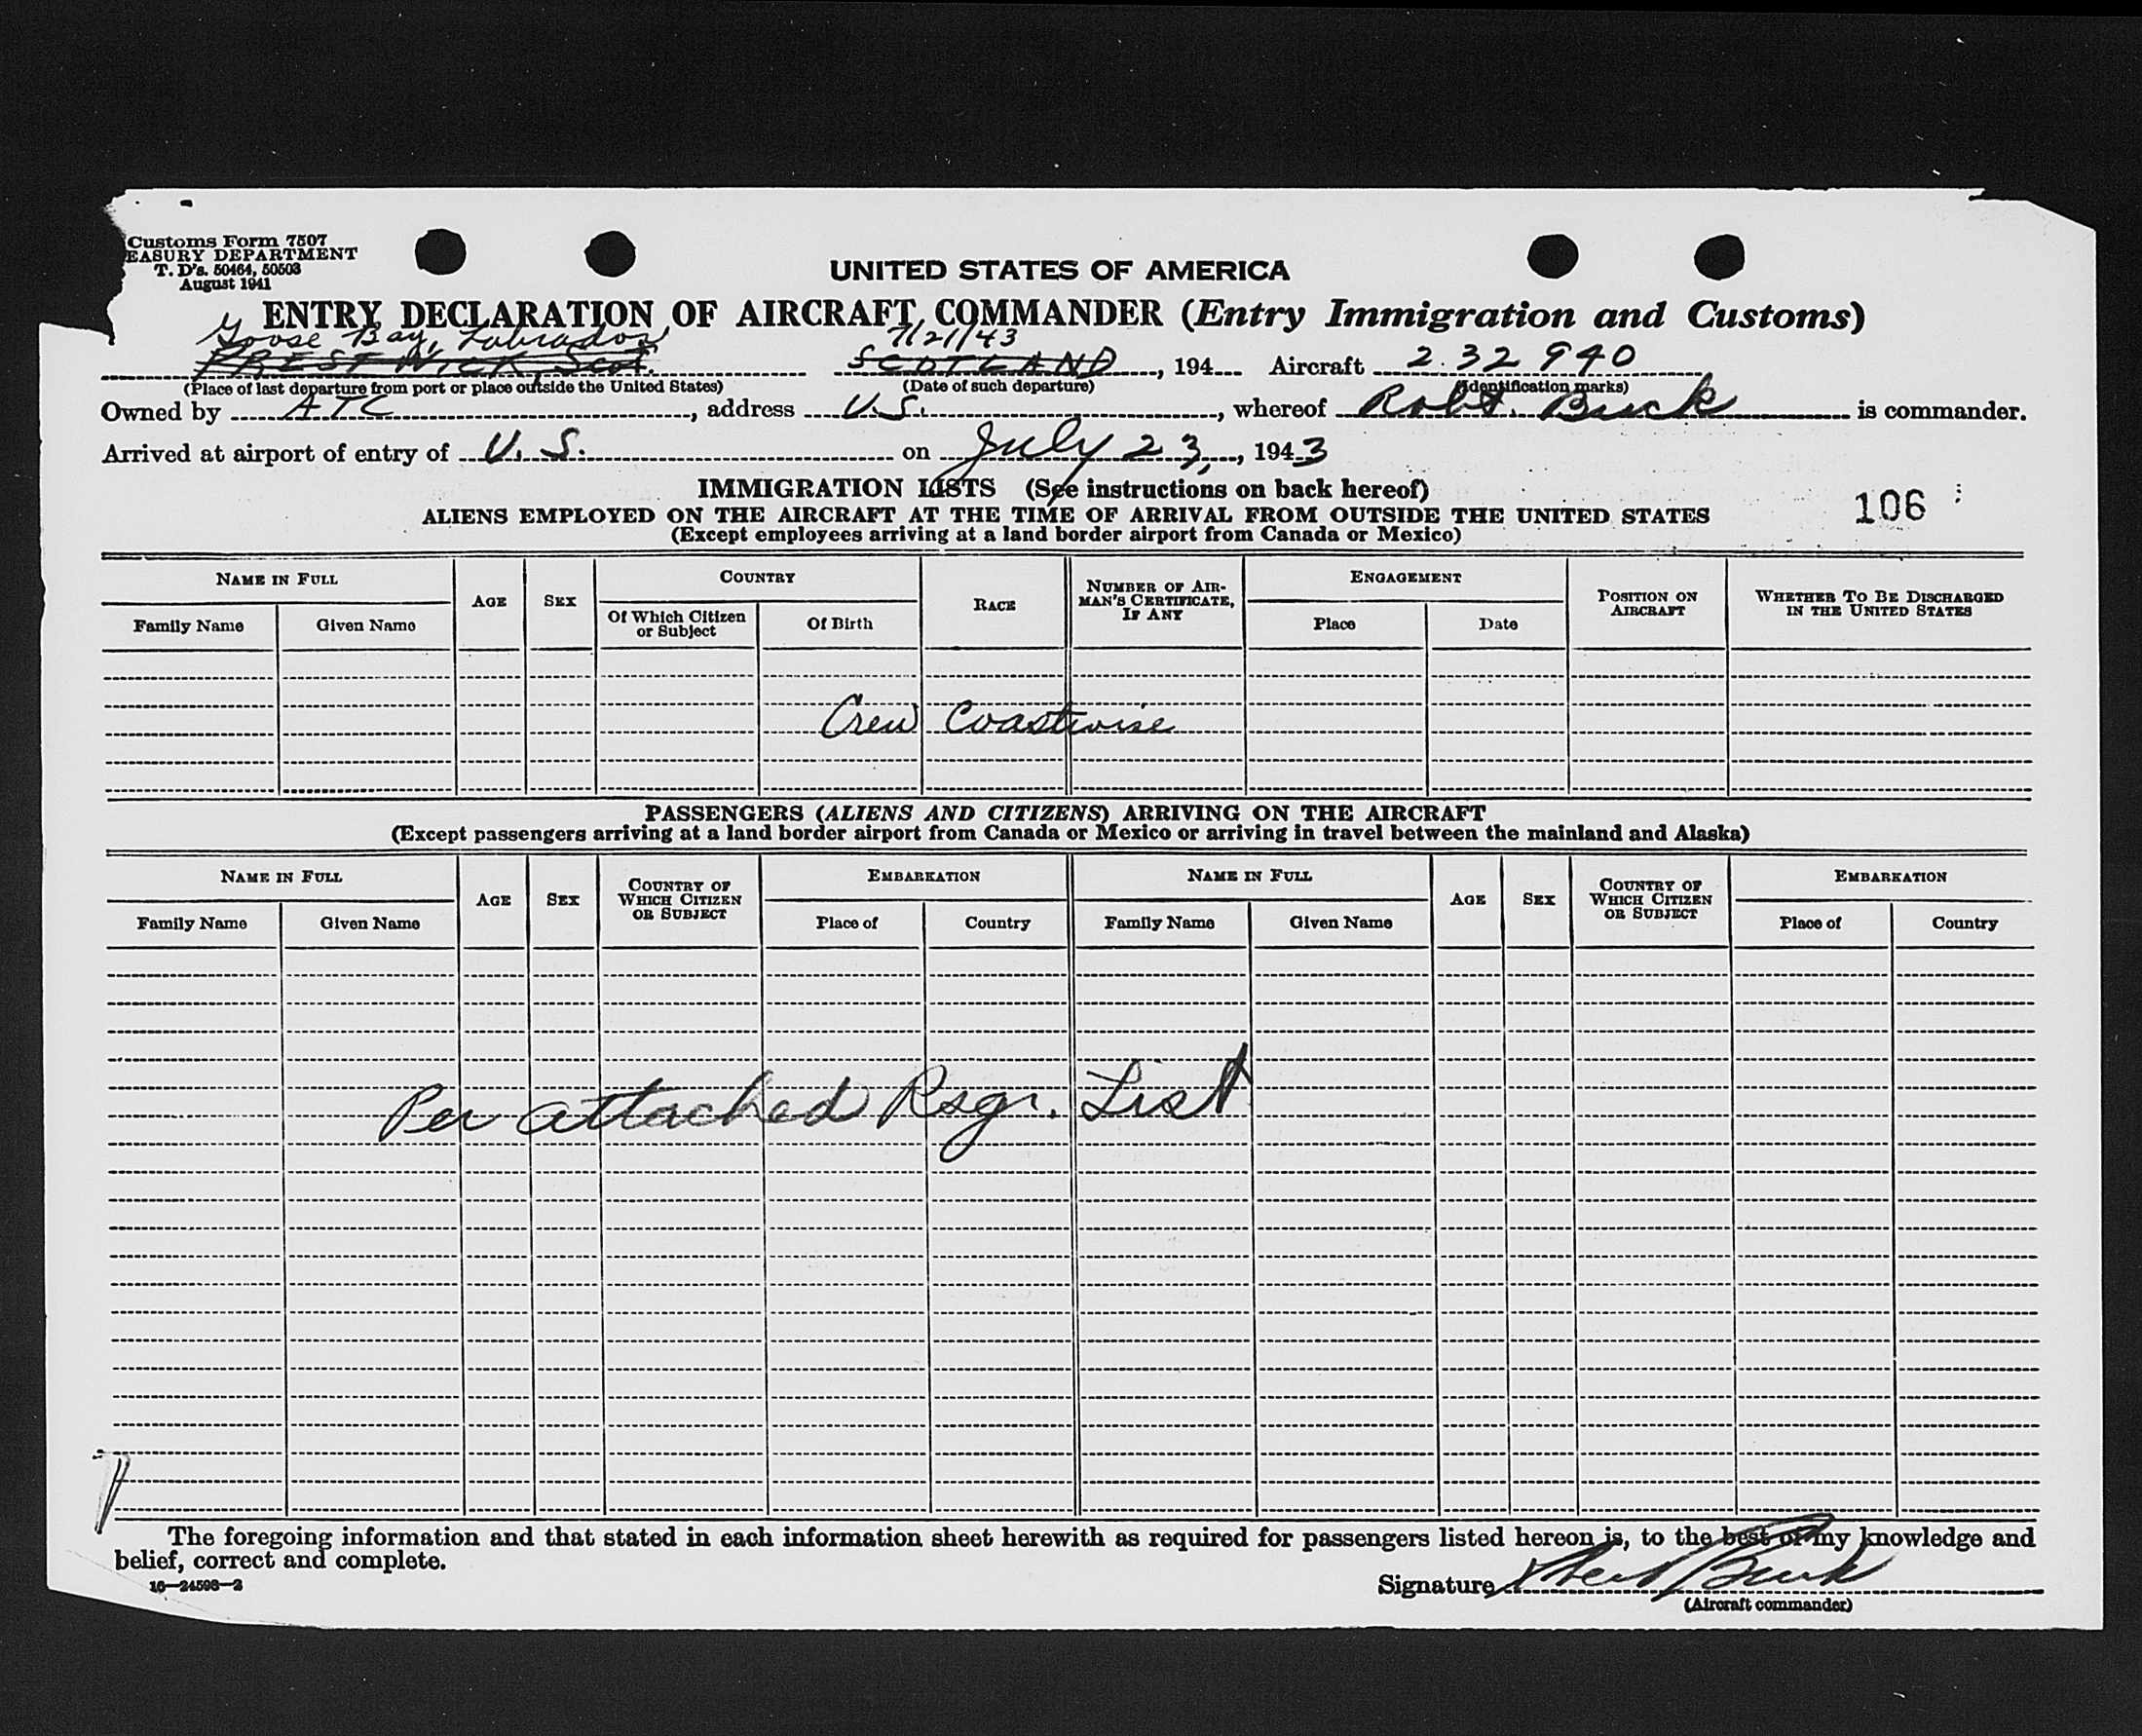 Customs Form 7507
EASURY DEPARTMENT
T. D's. 50464, 50503
August 1941
UNITED STATES OF AMERICA
ENTRY DECLARATION OF AIRCRAFT COMMANDER (Entry Immigration and Customs)
Goose Bay, Labrador, 7/21/43
PRESTWICK, Scot. SCOTLAND, 194 Aircraft 2.32 940
(Place of last departure from port or place outside the United States) (Date of such departure) (Identification marks)
Owned by ATC, address U.S., whereof Robt. Buck is commander.
Arrived at airport of entry of U.S. on July 23, 1943
IMMIGRATION LISTS (See instructions on back hereof)
106
ALIENS EMPLOYED ON THE AIRCRAFT AT THE TIME OF ARRIVAL FROM OUTSIDE THE UNITED STATES
(Except employees arriving at a land border airport from Canada or Mexico)
NAME IN FULL
Family Name Given Name
AGE
SEX
COUNTRY
Of Which Citizen or Subject Of Birth
RACE
NUMBER OF AIRMAN'S CERTIFICATE, IF ANY
ENGAGEMENT
Place Date
POSITION ON AIRCRAFT
WHETHER TO BE DISCHARGED IN THE UNITED STATES
Crew Coastwise
PASSENGERS (ALIENS AND CITIZENS) ARRIVING ON THE AIRCRAFT
(Except passengers arriving at a land border airport from Canada or Mexico or arriving in travel between the mainland and Alaska)
NAME IN FULL
Family Name Given Name
AGE
SEX
COUNTRY OF WHICH CITIZEN OR SUBJECT
EMBARKATION
Place of Country
NAME IN FULL
Family Name Given Name
AGE
SEX
COUNTRY OF WHICH CITIZEN OR SUBJECT
EMBARKATION
Place of Country
Per attached Psgr. List
The foregoing information and that stated in each information sheet herewith as required for passengers listed hereon is, to the best of my knowledge and
belief, correct and complete.
16—24598-2
Signature Robert Buck
(Aircraft commander)